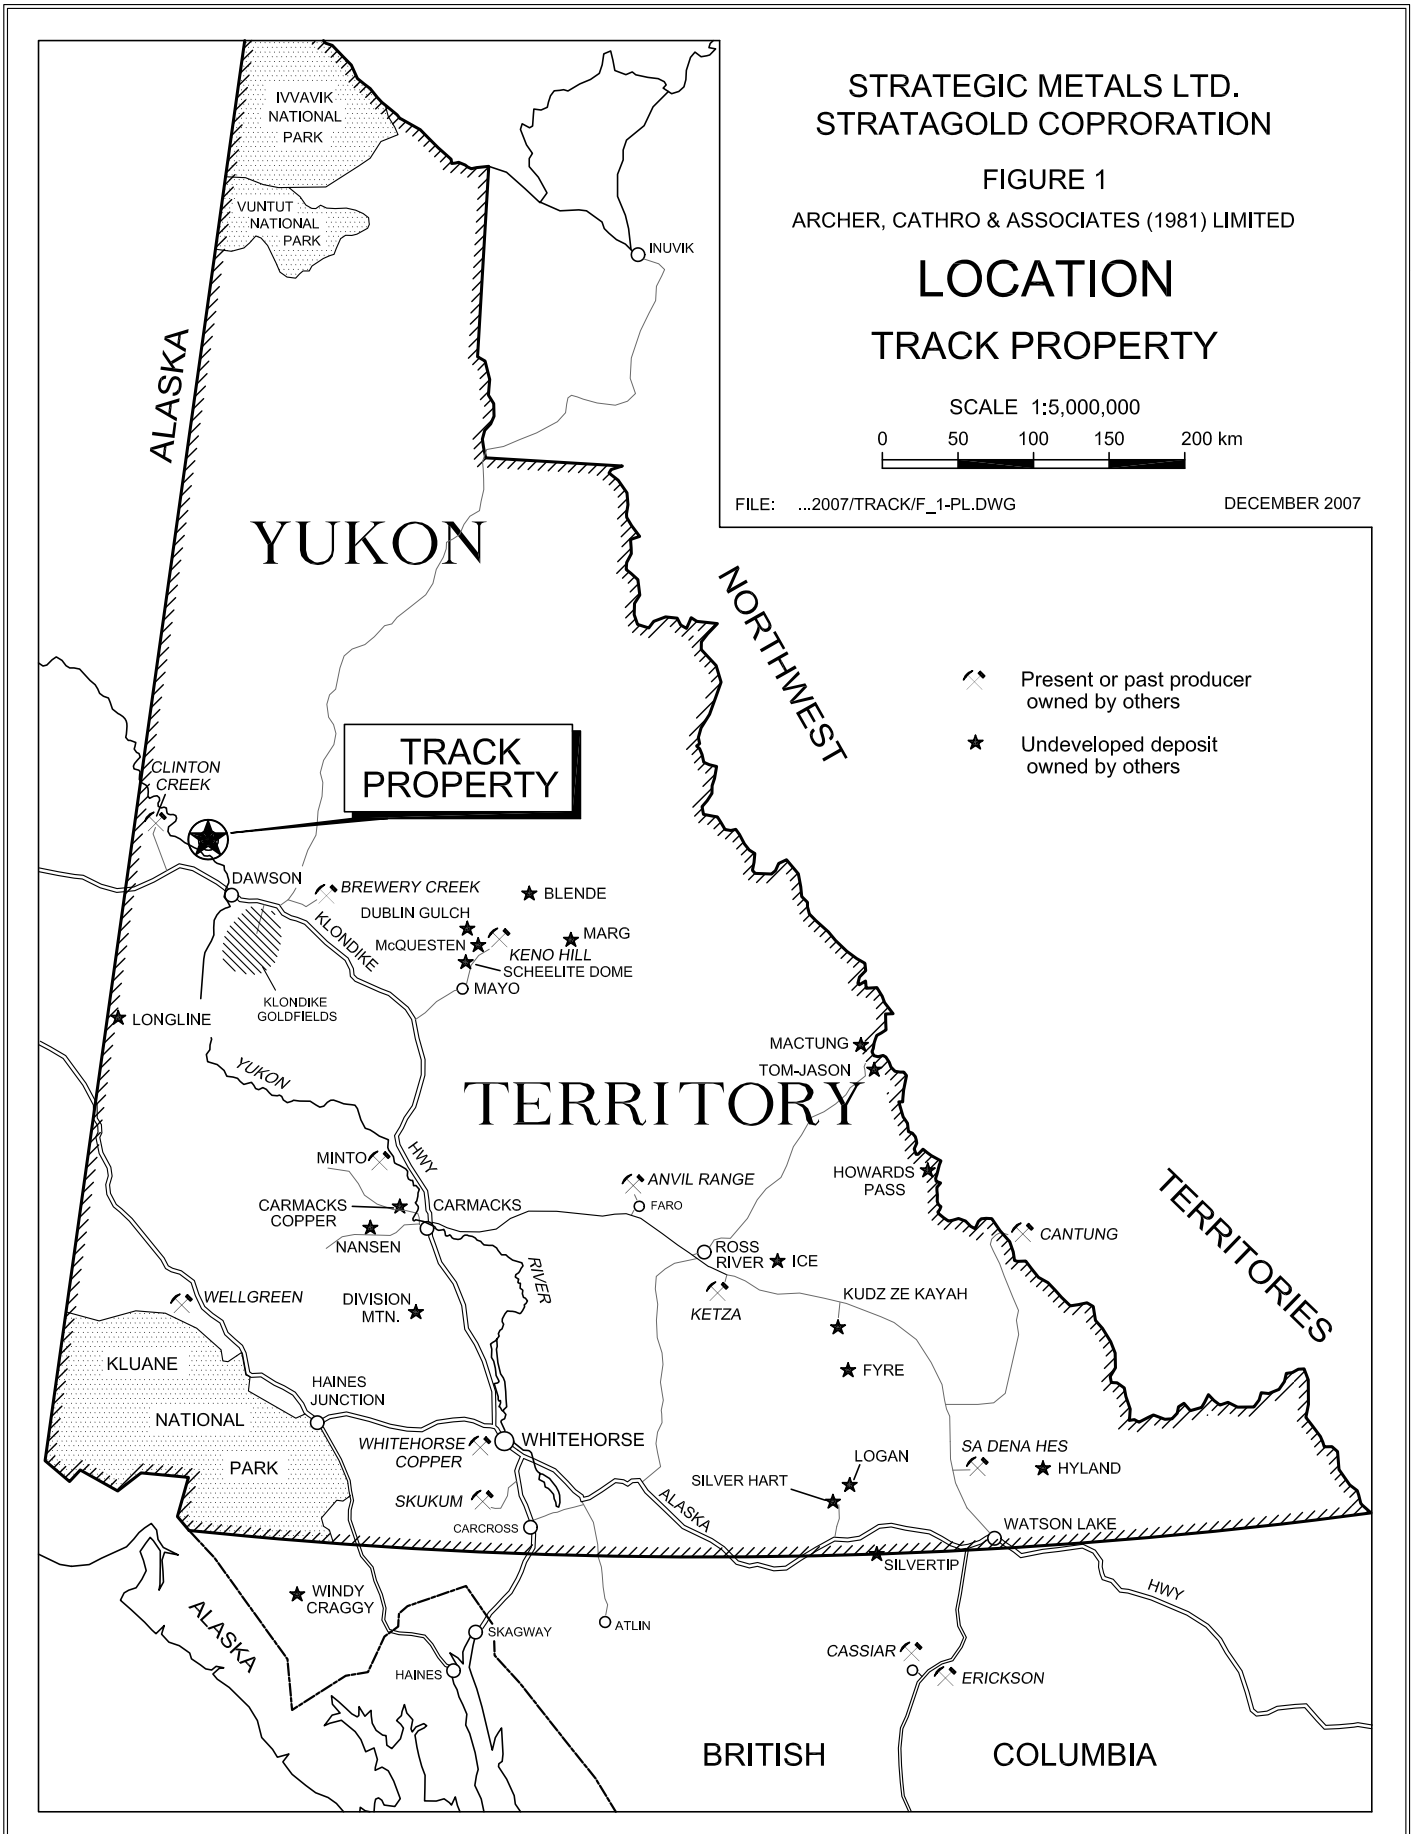 STRATEGIC METALS LTD.
STRATAGOLD COPRORATION
FIGURE 1
ARCHER, CATHRO & ASSOCIATES (1981) LIMITED
LOCATION
TRACK PROPERTY
SCALE 1:5,000,000
0 50 100 150 200 km
FILE: ...2007/TRACK/F_1-PL.DWG
DECEMBER 2007
IVVAVIK
NATIONAL
PARK
VUNTUT
NATIONAL
PARK
INUVIK
ALASKA
YUKON
NORTHWEST
Present or past producer
owned by others
Undeveloped deposit
owned by others
TRACK
PROPERTY
CLINTON
CREEK
DAWSON
BREWERY CREEK
BLENDE
DUBLIN GULCH
KLONDIKE
McQUESTEN
MARG
KENO HILL
SCHEELITE DOME
MAYO
KLONDIKE
GOLDFIELDS
LONGLINE
MACTUNG
TOM-JASON
YUKON
TERRITORY
HWY
MINTO
ANVIL RANGE
HOWARDS
PASS
TERRITORIES
CARMACKS
COPPER
CARMACKS
FARO
NANSEN
CANTUNG
ROSS
RIVER
ICE
RIVER
WELLGREEN
DIVISION
MTN.
KETZA
KUDZ ZE KAYAH
KLUANE
FYRE
HAINES
JUNCTION
NATIONAL
WHITEHORSE
WHITEHORSE
COPPER
SA DENA HES
PARK
LOGAN
HYLAND
SILVER HART
SKUKUM
ALASKA
CARCROSS
WATSON LAKE
SILVERTIP
HWY
WINDY
CRAGGY
ALASKA
ATLIN
SKAGWAY
CASSIAR
HAINES
ERICKSON
BRITISH
COLUMBIA